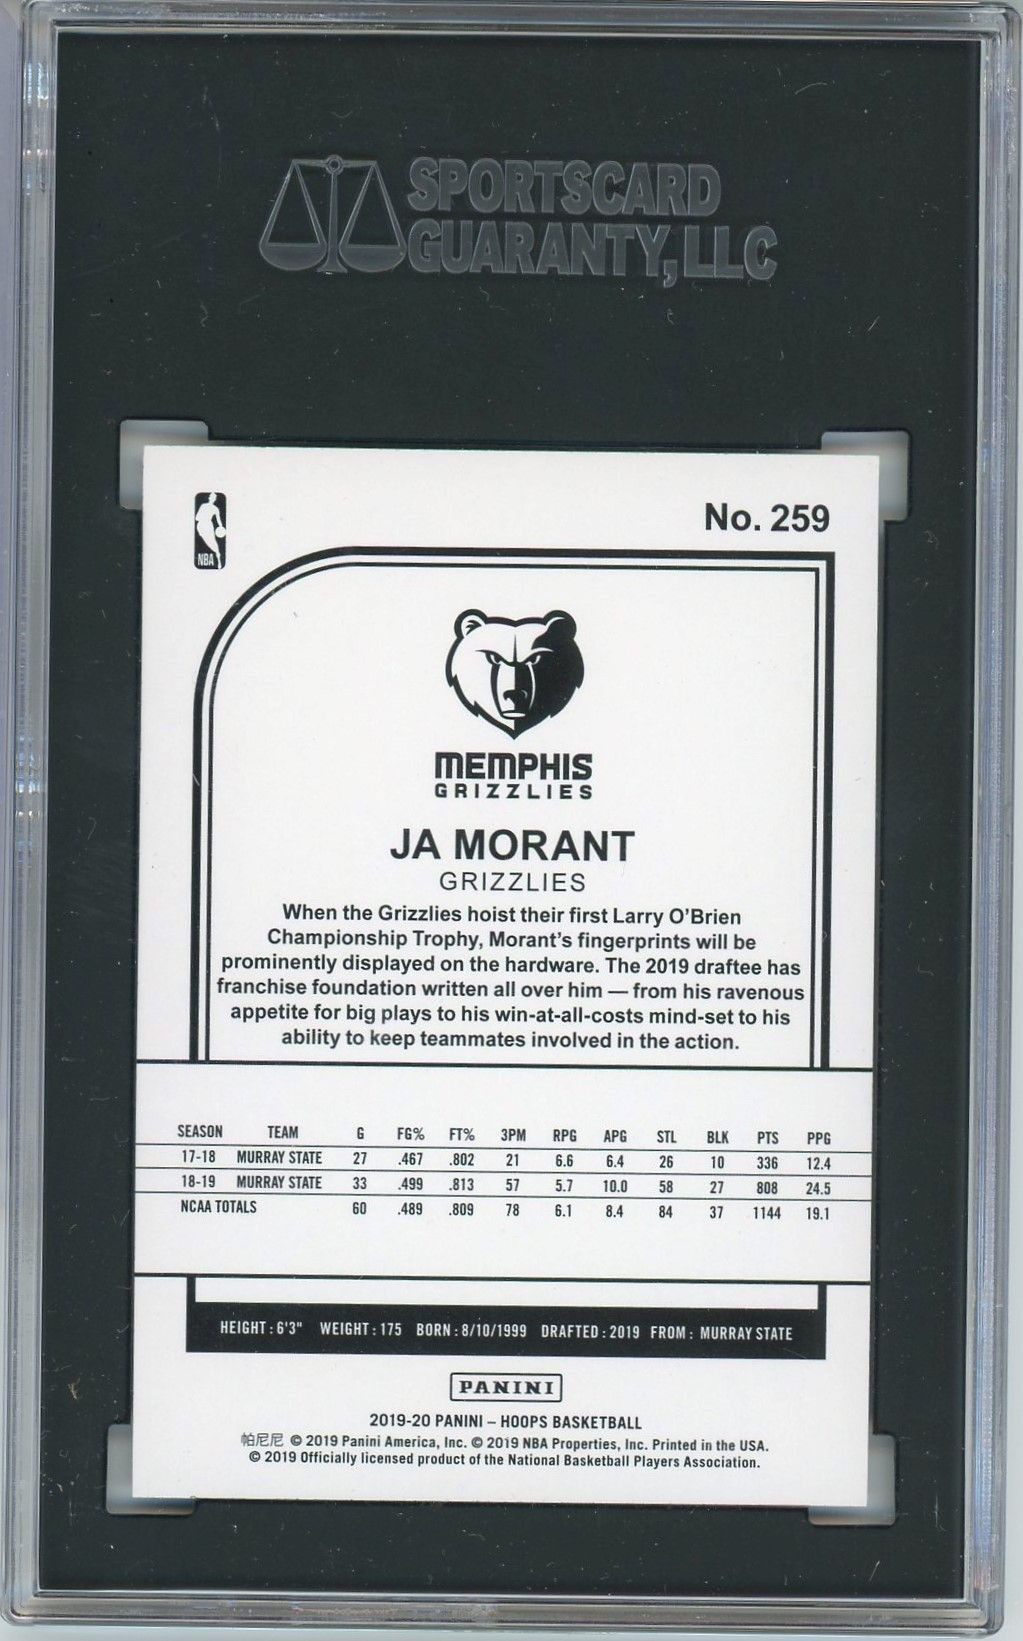 SPORTSCARD
GUARANTY, LLC
No. 259
NBA
MEMPHIS
GRIZZLIES
JA MORANT
GRIZZLIES
When the Grizzlies hoist their first Larry O'Brien
Championship Trophy, Morant's fingerprints will be
prominently displayed on the hardware. The 2019 draftee has
franchise foundation written all over him — from his ravenous
appetite for big plays to his win-at-all-costs mind-set to his
ability to keep teammates involved in the action.
SEASON TEAM G FG% FT% 3PM RPG APG STL BLK PTS PPG
17-18 MURRAY STATE 27 .467 .802 21 6.6 6.4 26 10 336 12.4
18-19 MURRAY STATE 33 .499 .813 57 5.7 10.0 58 27 808 24.5
NCAA TOTALS 60 .489 .809 78 6.1 8.4 84 37 1144 19.1
HEIGHT: 6'3" WEIGHT: 175 BORN: 8/10/1999 DRAFTED: 2019 FROM: MURRAY STATE
PANINI
2019-20 PANINI – HOOPS BASKETBALL
帕尼尼 © 2019 Panini America, Inc. © 2019 NBA Properties, Inc. Printed in the USA.
© 2019 Officially licensed product of the National Basketball Players Association.